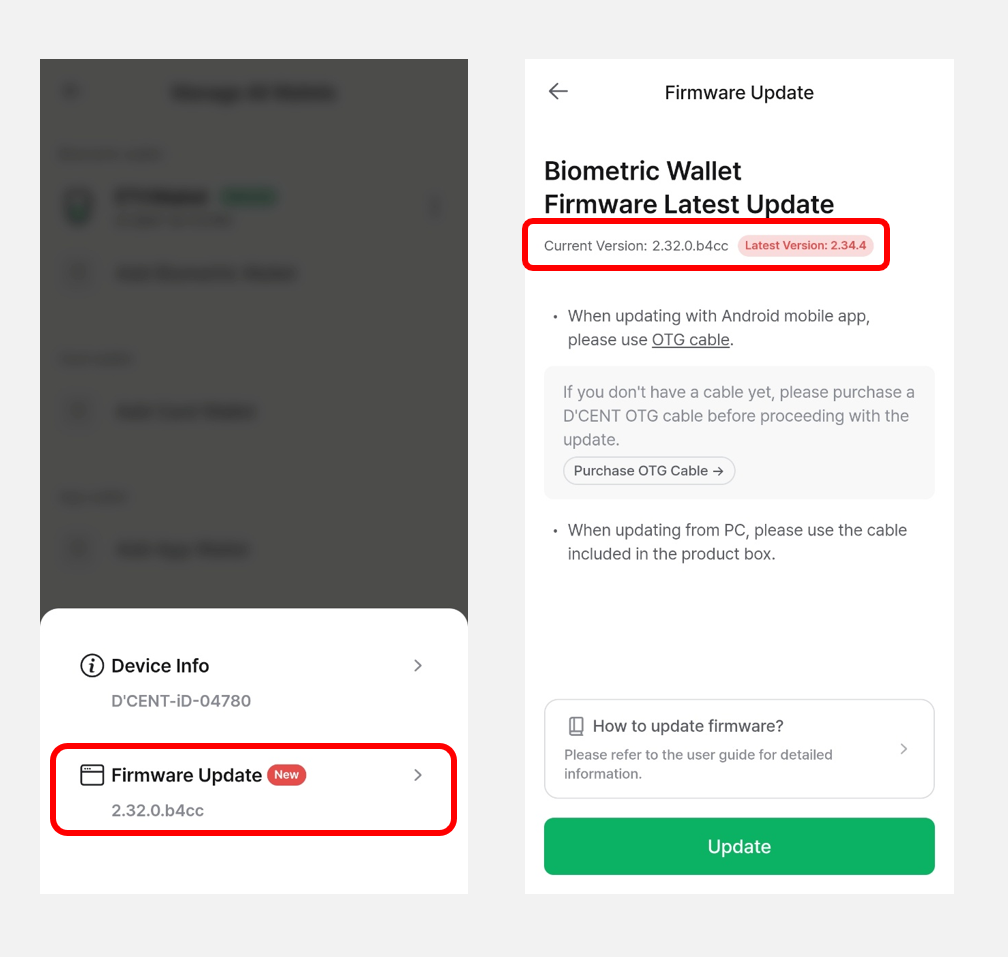 Device Info
D'CENT-iD-04780
Firmware Update New
2.32.0.b4cc
Firmware Update
Biometric Wallet
Firmware Latest Update
Current Version: 2.32.0.b4cc Latest Version: 2.34.4
• When updating with Android mobile app,
please use OTG cable.
If you don't have a cable yet, please purchase a
D'CENT OTG cable before proceeding with the
update.
Purchase OTG Cable →
• When updating from PC, please use the cable
included in the product box.
How to update firmware?
Please refer to the user guide for detailed
information.
Update